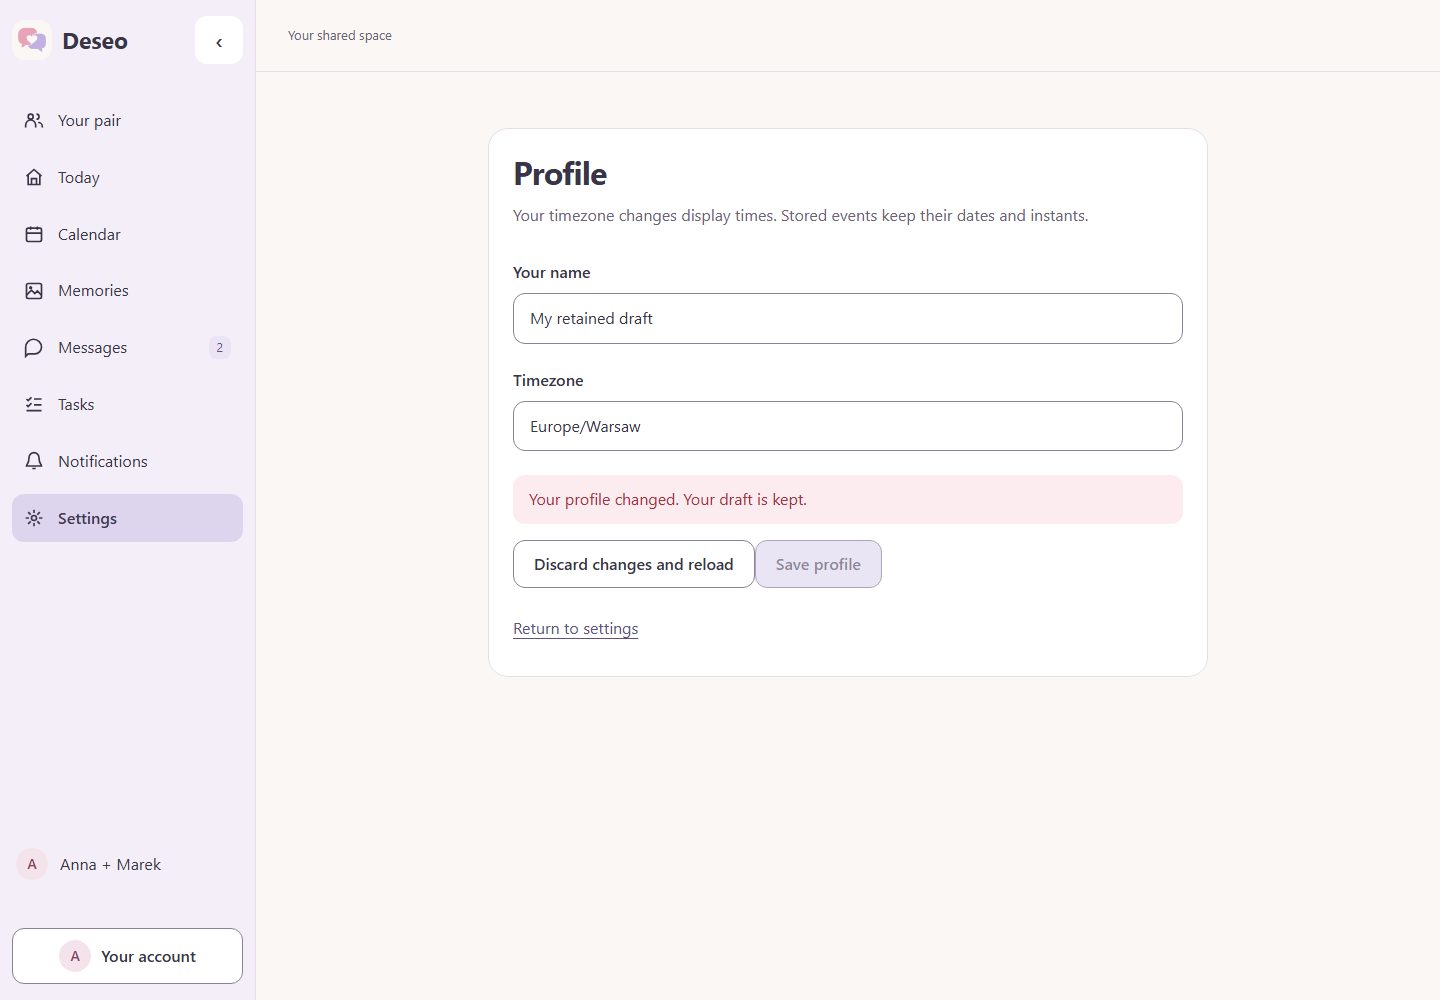 Deseo
‹
Your pair
Today
Calendar
Memories
Messages 2
Tasks
Notifications
Settings
A Anna + Marek
A Your account
Your shared space
Profile
Your timezone changes display times. Stored events keep their dates and instants.
Your name
My retained draft
Timezone
Europe/Warsaw
Your profile changed. Your draft is kept.
Discard changes and reload Save profile
Return to settings